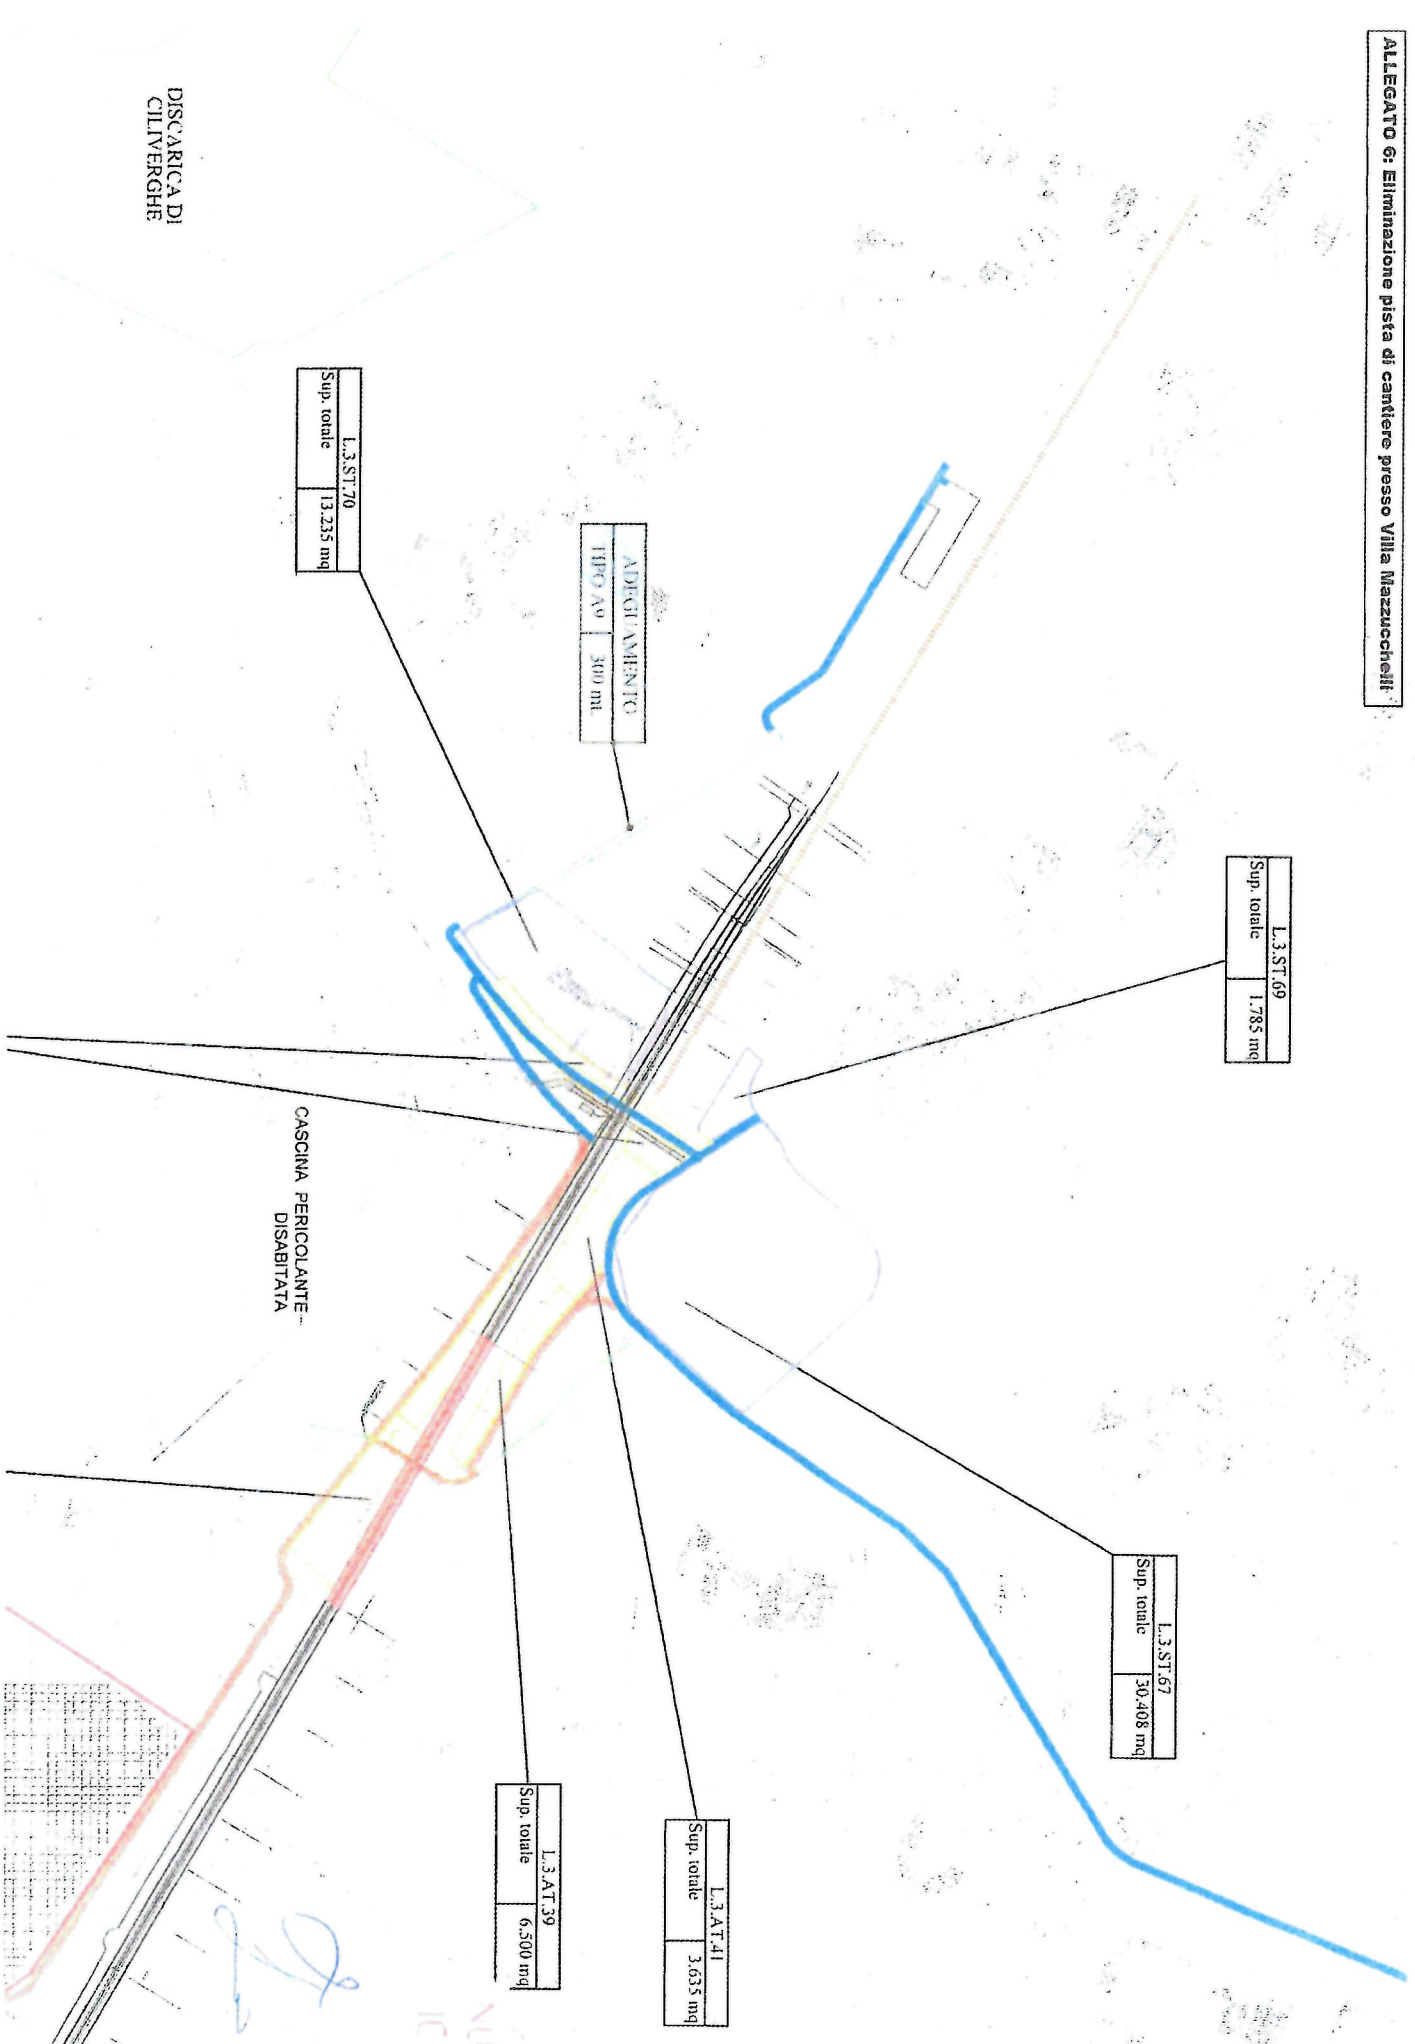 ALLEGATO 6: Eliminazione pista di cantiere presso Villa Mazzucchelli
L.3.ST.69
Sup. totale 1.785 mq
L.3.ST.67
Sup. totale 30.408 mq
ADEGUAMENTO
TIPO A9 300 ml.
L.3.AT.41
Sup. totale 3.635 mq
L.3.ST.70
Sup. totale 13.235 mq
L.3.AT.39
Sup. totale 6.500 mq
DISCARICA DI
CILIVERGHE
CASCINA PERICOLANTE-
DISABITATA